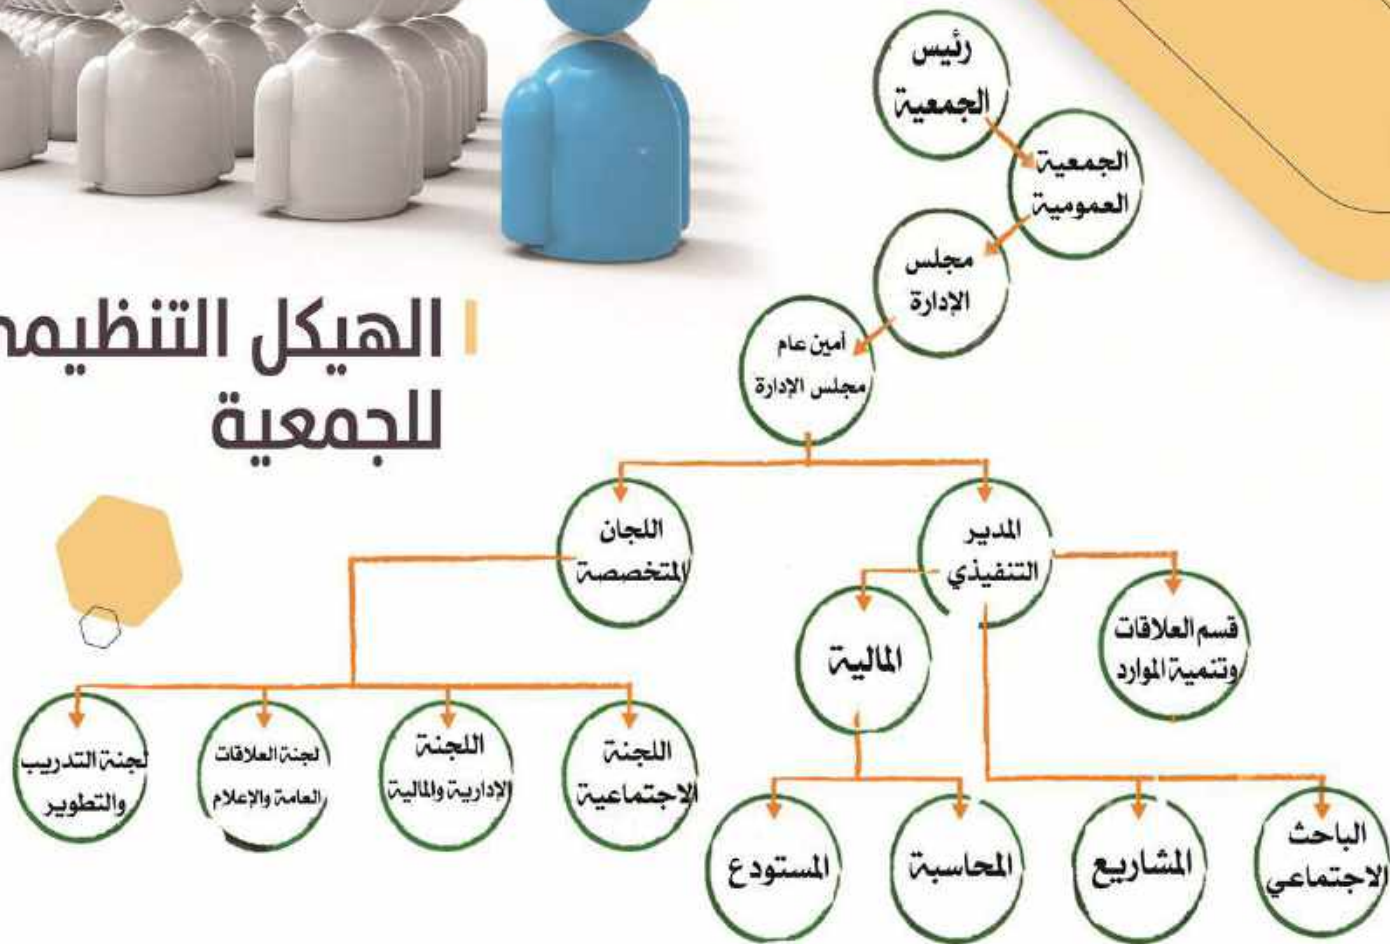 الهيكل التنظيمي
للجمعية
رئيس
الجمعية
الجمعية
العمومية
مجلس
الإدارة
أمين عام
مجلس الإدارة
المدير
التنفيذي
اللجان
المتخصصة
قسم العلاقات
وتنمية الموارد
المالية
اللجنة
الاجتماعية
اللجنة
الإدارية والمالية
لجنة العلاقات
العامة والإعلام
لجنة التدريب
والتطوير
الباحث
الاجتماعي
المشاريع
المحاسبة
المستودع